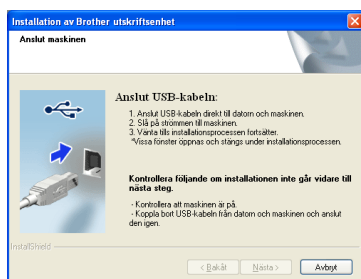 Installation av Brother utskriftsenhet
Anslut maskinen
Anslut USB-kabeln:
1. Anslut USB-kabeln direkt till datorn och maskinen.
2. Slå på strömmen till maskinen.
3. Vänta tills installationsprocessen fortsätter.
*Vissa fönster öppnas och stängs under installationsprocessen.
Kontrollera följande om installationen inte går vidare till
nästa steg.
- Kontrollera att maskinen är på.
- Koppla bort USB-kabeln från datorn och maskinen och anslut
den igen.
InstallShield
< Bakåt Nästa > Avbryt